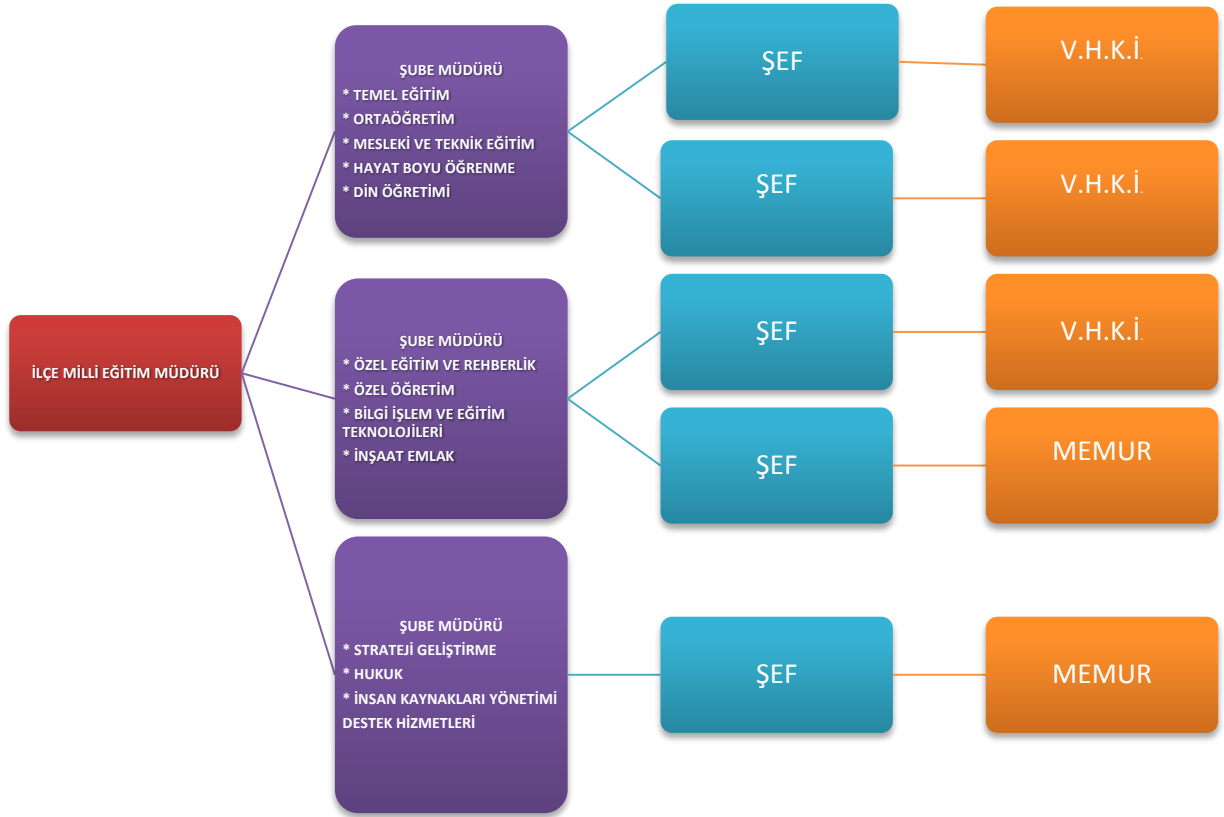 İLÇE MİLLİ EĞİTİM MÜDÜRÜ
ŞUBE MÜDÜRÜ
* TEMEL EĞİTİM
* ORTAÖĞRETİM
* MESLEKİ VE TEKNİK EĞİTİM
* HAYAT BOYU ÖĞRENME
* DİN ÖĞRETİMİ
ŞEF
V.H.K.İ.
ŞEF
V.H.K.İ.
ŞUBE MÜDÜRÜ
* ÖZEL EĞİTİM VE REHBERLİK
* ÖZEL ÖĞRETİM
* BİLGİ İŞLEM VE EĞİTİM
TEKNOLOJİLERİ
* İNŞAAT EMLAK
ŞEF
V.H.K.İ.
ŞEF
MEMUR
ŞUBE MÜDÜRÜ
* STRATEJİ GELİŞTİRME
* HUKUK
* İNSAN KAYNAKLARI YÖNETİMİ
DESTEK HİZMETLERİ
ŞEF
MEMUR